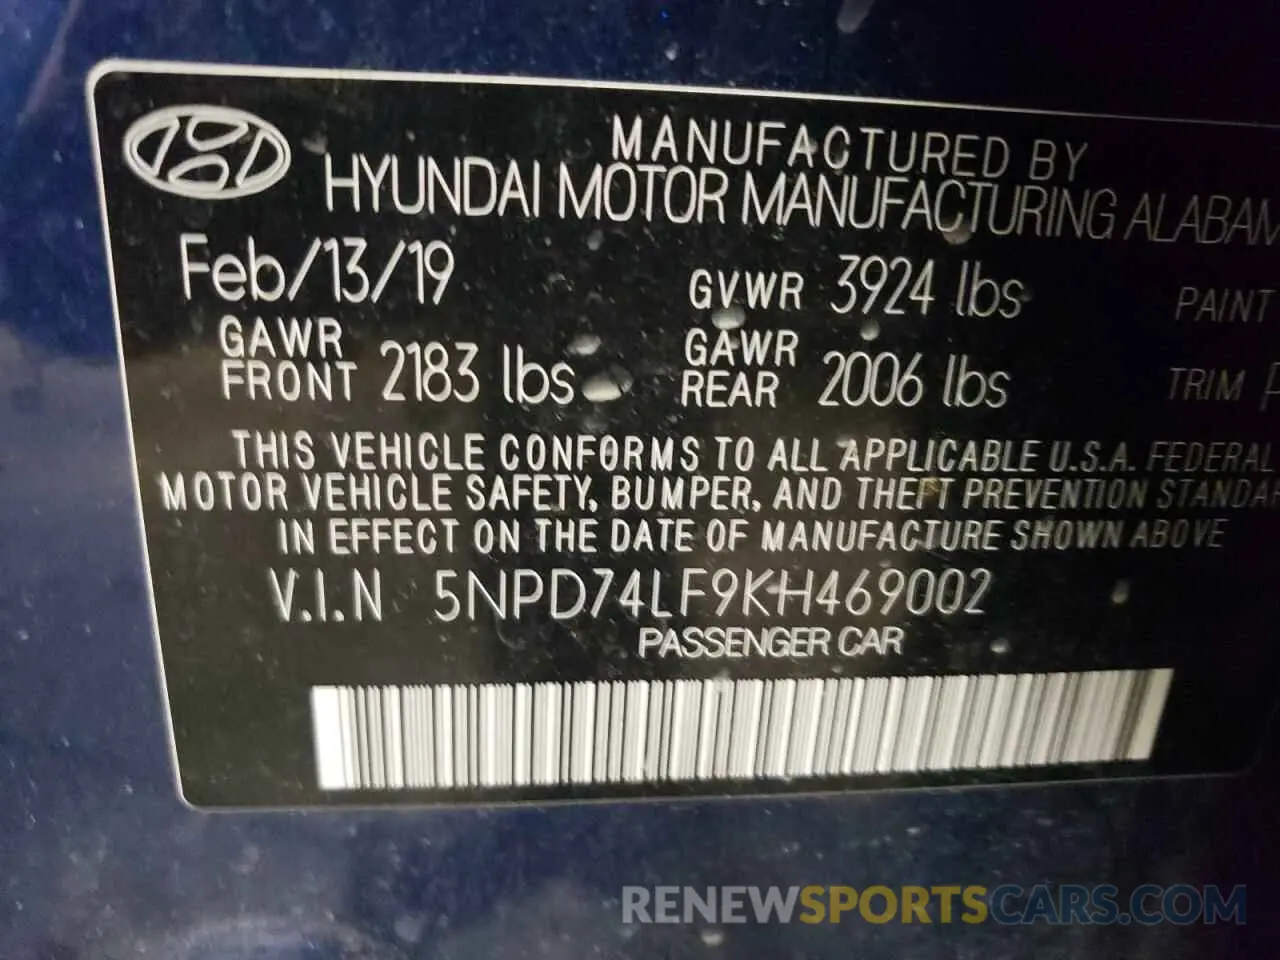 MANUFACTURED BY
HYUNDAI MOTOR MANUFACTURING ALABAM
Feb/13/19 GVWR 3924 lbs PAINT
GAWR FRONT 2183 lbs GAWR REAR 2006 lbs TRIM
THIS VEHICLE CONFORMS TO ALL APPLICABLE U.S.A. FEDERAL
MOTOR VEHICLE SAFETY, BUMPER, AND THEFT PREVENTION STANDA
IN EFFECT ON THE DATE OF MANUFACTURE SHOWN ABOVE
V.I.N 5NPD74LF9KH469002
PASSENGER CAR
RENEWSPORTSCARS.COM